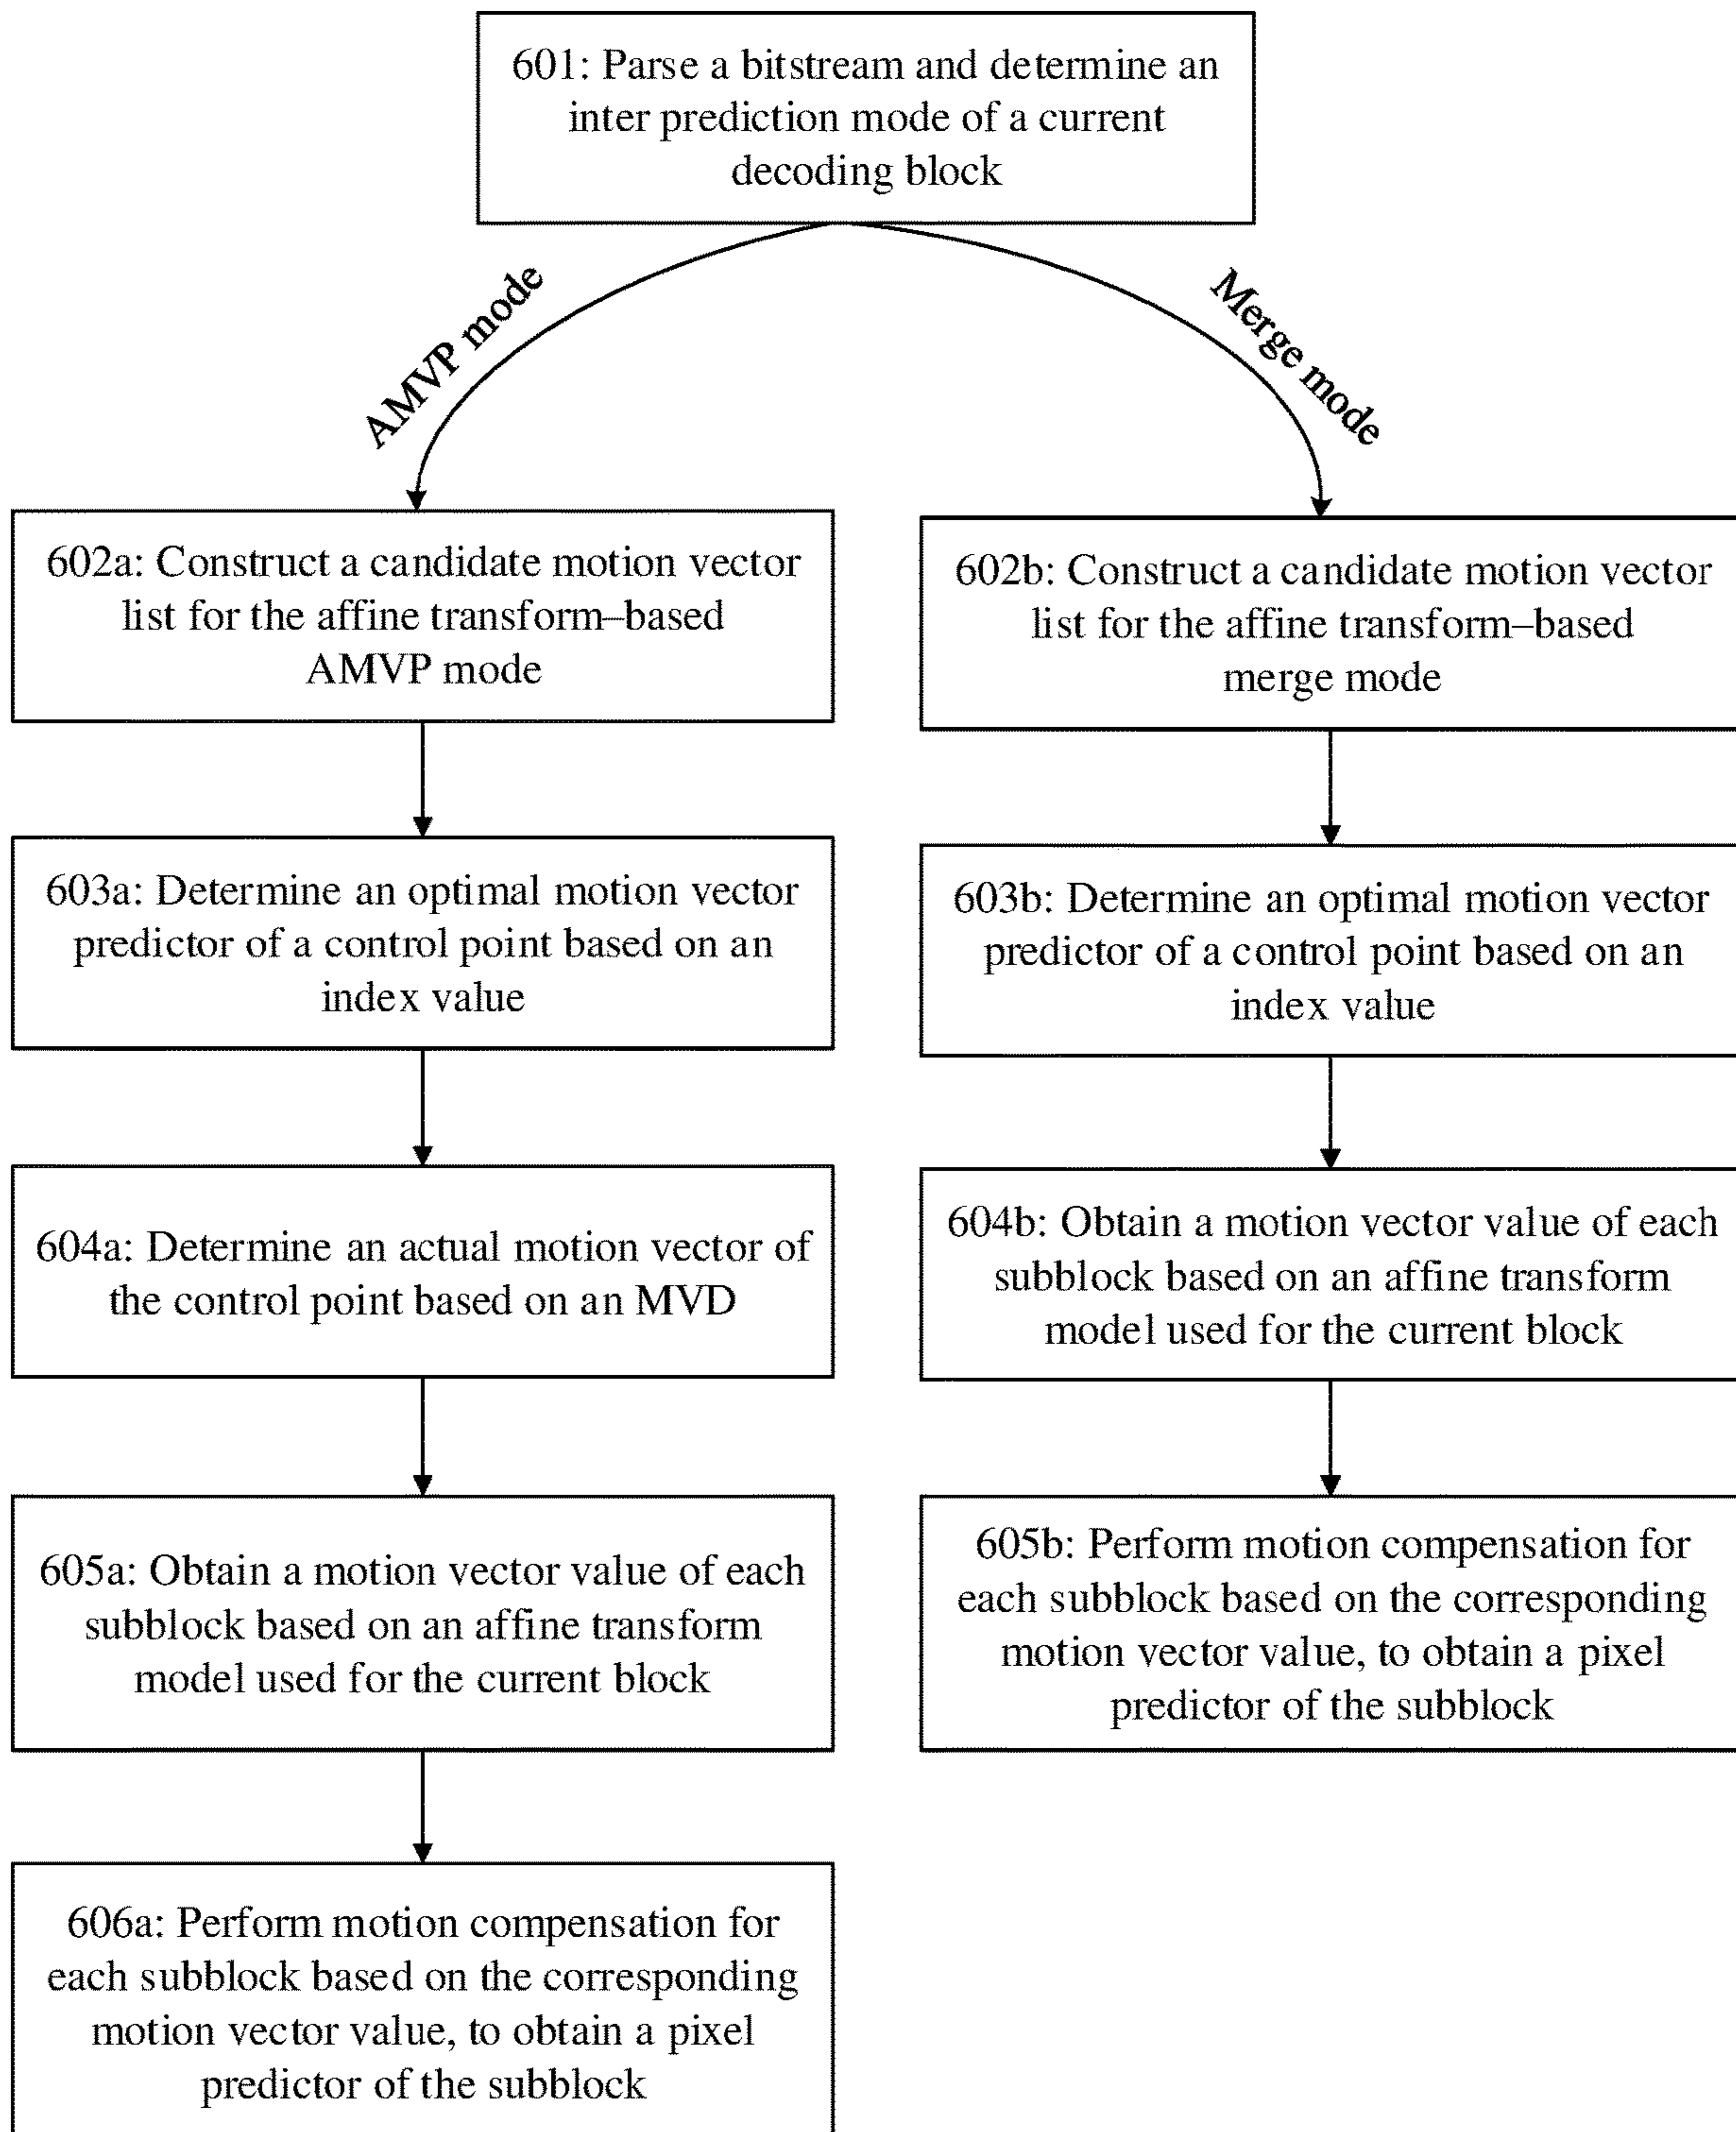 601: Parse a bitstream and determine an
inter prediction mode of a current
decoding block
AMVP mode
Merge mode
602a: Construct a candidate motion vector
list for the affine transform–based
AMVP mode
602b: Construct a candidate motion vector
list for the affine transform–based
merge mode
603a: Determine an optimal motion vector
predictor of a control point based on an
index value
603b: Determine an optimal motion vector
predictor of a control point based on an
index value
604a: Determine an actual motion vector of
the control point based on an MVD
604b: Obtain a motion vector value of each
subblock based on an affine transform
model used for the current block
605a: Obtain a motion vector value of each
subblock based on an affine transform
model used for the current block
605b: Perform motion compensation for
each subblock based on the corresponding
motion vector value, to obtain a pixel
predictor of the subblock
606a: Perform motion compensation for
each subblock based on the corresponding
motion vector value, to obtain a pixel
predictor of the subblock